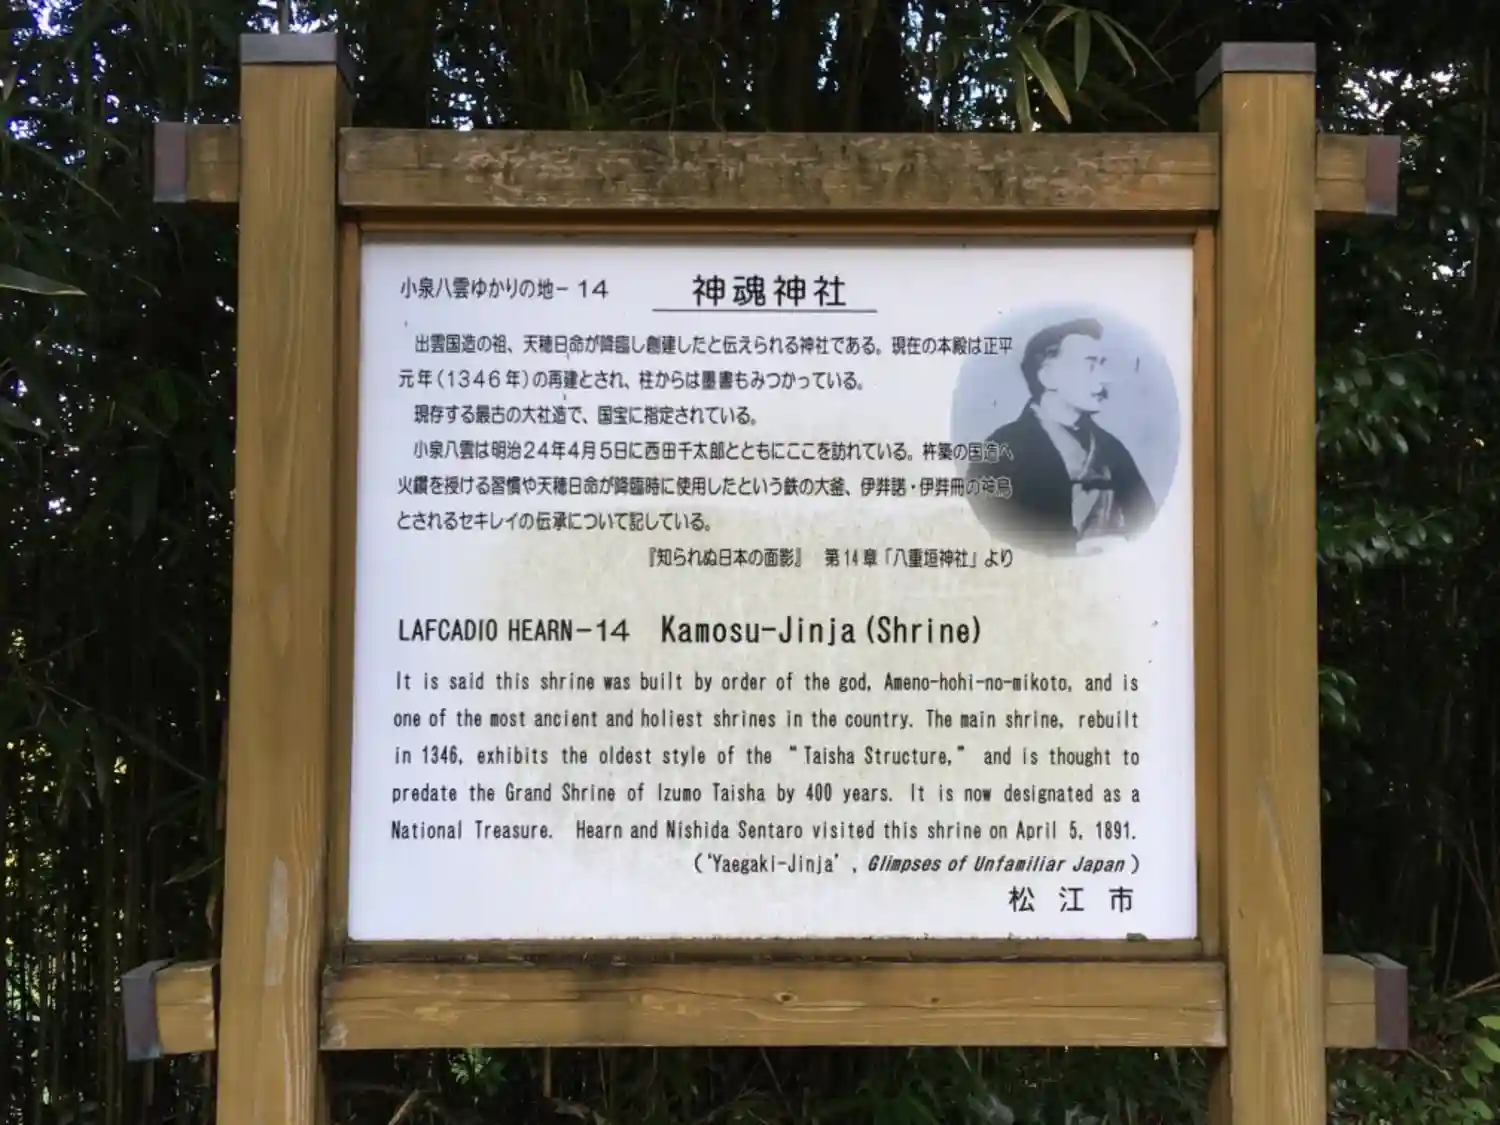 小泉八雲ゆかりの地－14 神魂神社
出雲国造の祖、天穂日命が降臨し創建したと伝えられる神社である。現在の本殿は正平
元年(1346年)の再建とされ、柱からは墨書もみつかっている。
現存する最古の大社造で、国宝に指定されている。
小泉八雲は明治24年4月5日に西田千太郎とともにここを訪れている。杵築の国造へ
火鑽を授ける習慣や天穂日命が降臨時に使用したという鉄の大釜、伊弉諾・伊弉冊の神鳥
とされるセキレイの伝承について記している。
『知られぬ日本の面影』 第14章「八重垣神社」より
LAFCADIO HEARN－14 Kamosu-Jinja (Shrine)
It is said this shrine was built by order of the god, Ameno-hohi-no-mikoto, and is
one of the most ancient and holiest shrines in the country. The main shrine, rebuilt
in 1346, exhibits the oldest style of the “Taisha Structure,” and is thought to
predate the Grand Shrine of Izumo Taisha by 400 years. It is now designated as a
National Treasure. Hearn and Nishida Sentaro visited this shrine on April 5, 1891.
(‘Yaegaki-Jinja’, Glimpses of Unfamiliar Japan)
松江市